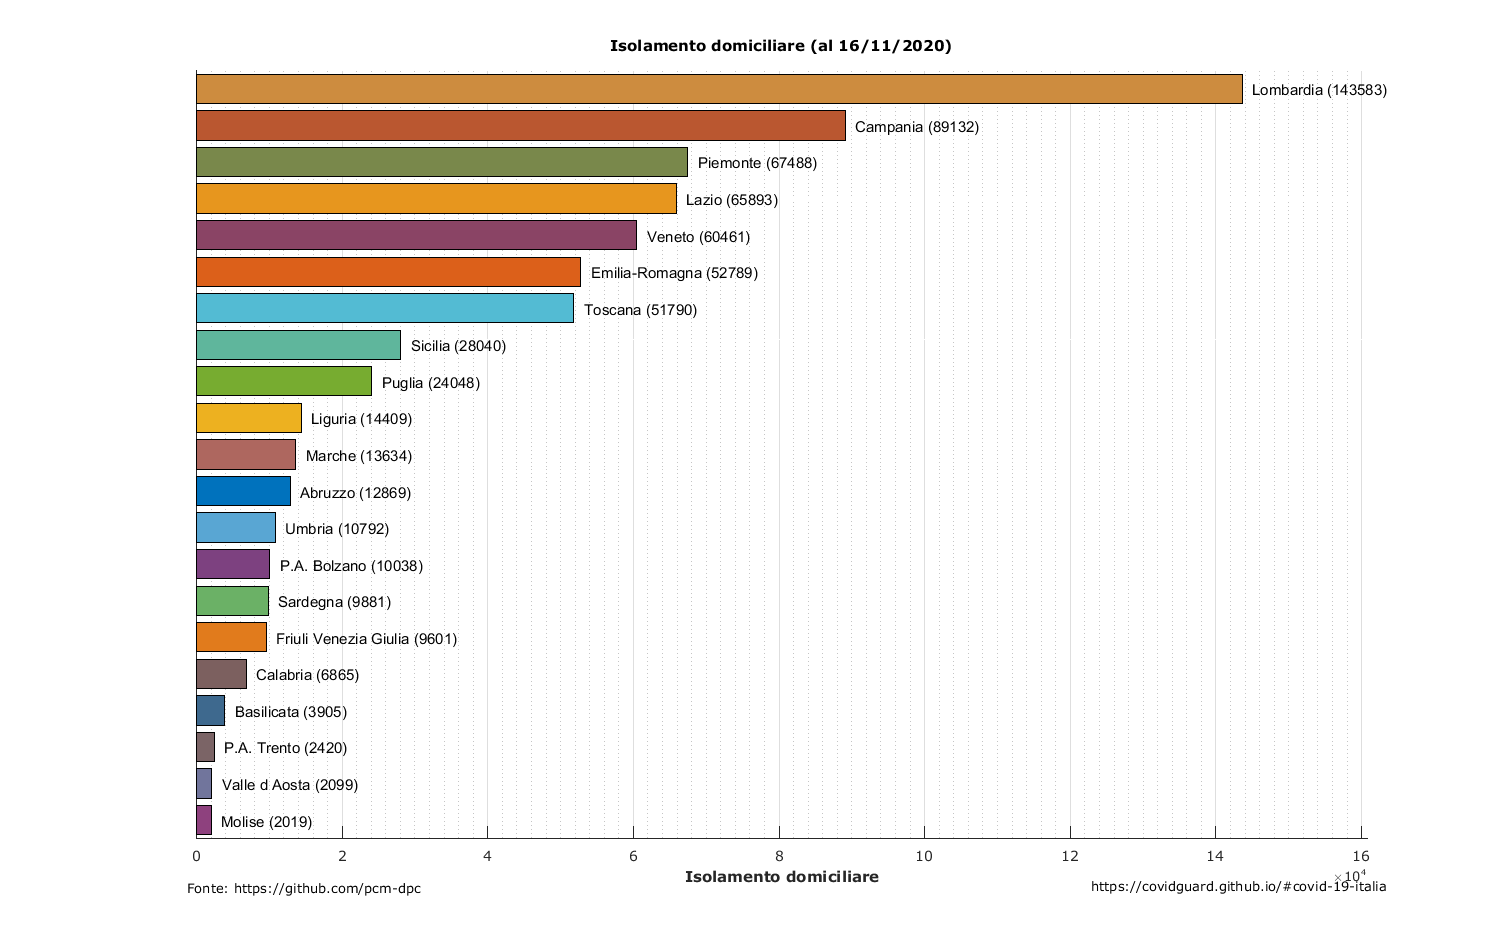 Isolamento domiciliare (al 16/11/2020)
Lombardia (143583)
Campania (89132)
Piemonte (67488)
Lazio (65893)
Veneto (60461)
Emilia-Romagna (52789)
Toscana (51790)
Sicilia (28040)
Puglia (24048)
Liguria (14409)
Marche (13634)
Abruzzo (12869)
Umbria (10792)
P.A. Bolzano (10038)
Sardegna (9881)
Friuli Venezia Giulia (9601)
Calabria (6865)
Basilicata (3905)
P.A. Trento (2420)
Valle d Aosta (2099)
Molise (2019)
0 2 4 6 8 10 12 14 16
×10⁴
Isolamento domiciliare
Fonte: https://github.com/pcm-dpc
https://covidguard.github.io/#covid-19-italia